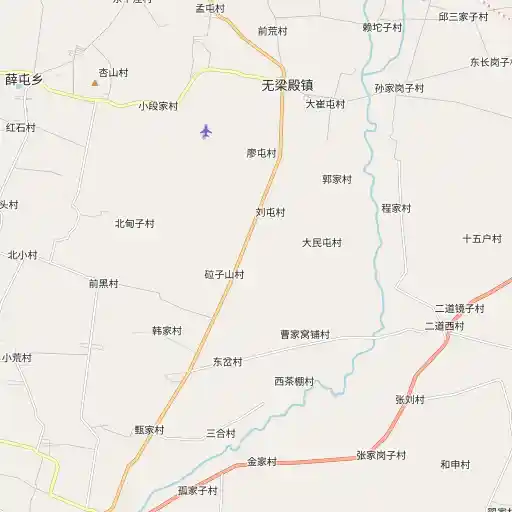 孟屯村
邱三家子村
前荒村
赖坨子村
东长岗子村
杏山村
薛屯乡
无梁殿镇
孙家岗子村
小段家村
大崔屯村
红石村
廖屯村
郭家村
头村
刘屯村
程家村
北甸子村
十五户村
大民屯村
北小村
砬子山村
前黑村
二道镜子村
二道西村
韩家村
曹家窝铺村
小荒村
东岔村
西茶棚村
张刘村
甄家村
三合村
张家岗子村
金家村
和申村
孤家子村